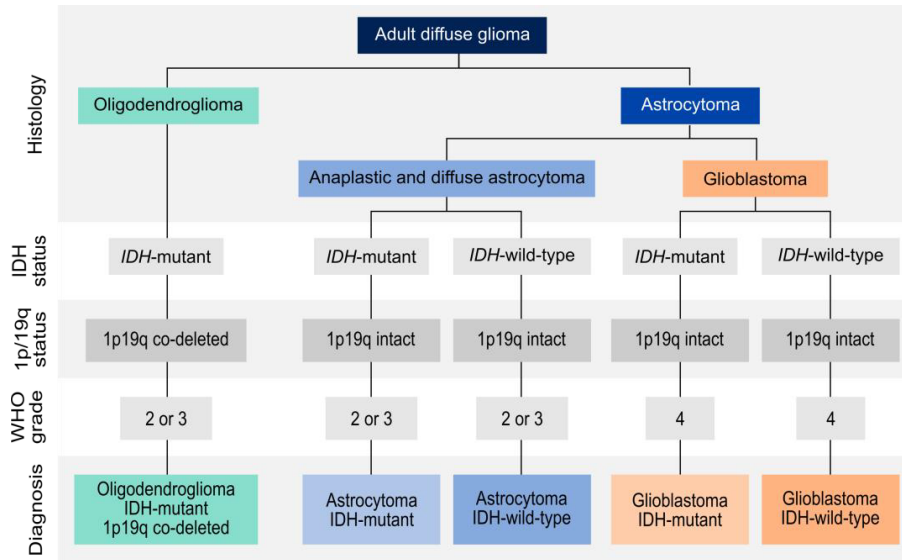 Adult diffuse glioma
Histology
Oligodendroglioma
Astrocytoma
Anaplastic and diffuse astrocytoma
Glioblastoma
IDH
status
IDH-mutant
IDH-mutant
IDH-wild-type
IDH-mutant
IDH-wild-type
1p/19q
status
1p19q co-deleted
1p19q intact
1p19q intact
1p19q intact
1p19q intact
WHO
grade
2 or 3
2 or 3
2 or 3
4
4
Diagnosis
Oligodendroglioma
IDH-mutant
1p19q co-deleted
Astrocytoma
IDH-mutant
Astrocytoma
IDH-wild-type
Glioblastoma
IDH-mutant
Glioblastoma
IDH-wild-type